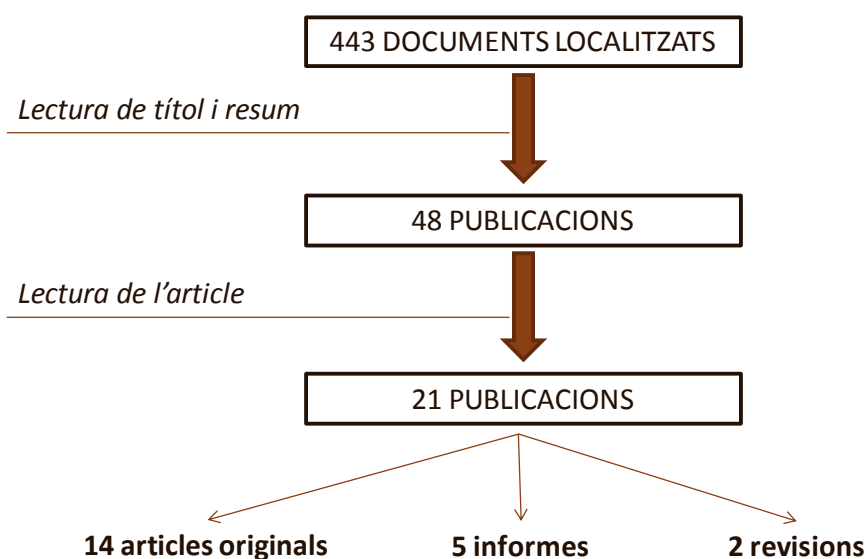 443 DOCUMENTS LOCALITZATS
Lectura de títol i resum
48 PUBLICACIONS
Lectura de l’article
21 PUBLICACIONS
14 articles originals
5 informes
2 revisions